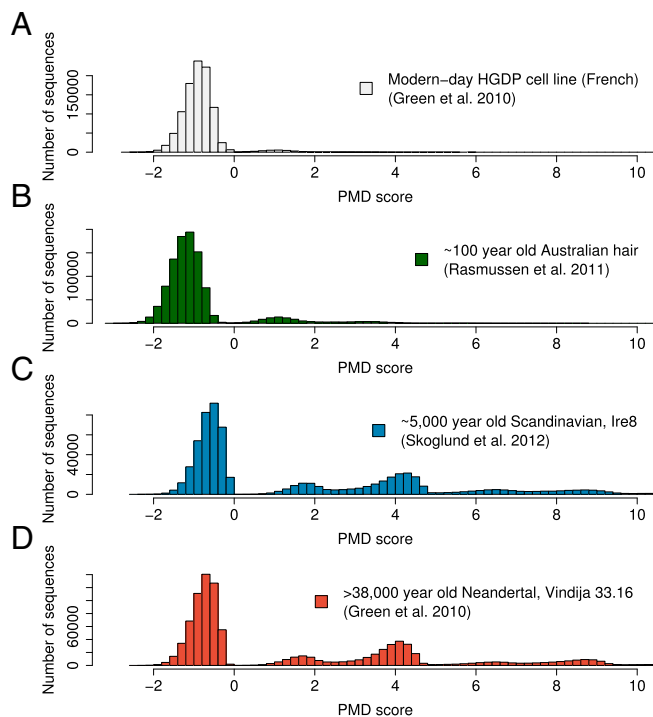 A
Number of sequences
150000
0
Modern−day HGDP cell line (French)
(Green et al. 2010)
−2 0 2 4 6 8 10
PMD score
B
Number of sequences
100000
0
~100 year old Australian hair
(Rasmussen et al. 2011)
−2 0 2 4 6 8 10
PMD score
C
Number of sequences
40000
0
~5,000 year old Scandinavian, Ire8
(Skoglund et al. 2012)
−2 0 2 4 6 8 10
PMD score
D
Number of sequences
60000
0
>38,000 year old Neandertal, Vindija 33.16
(Green et al. 2010)
−2 0 2 4 6 8 10
PMD score